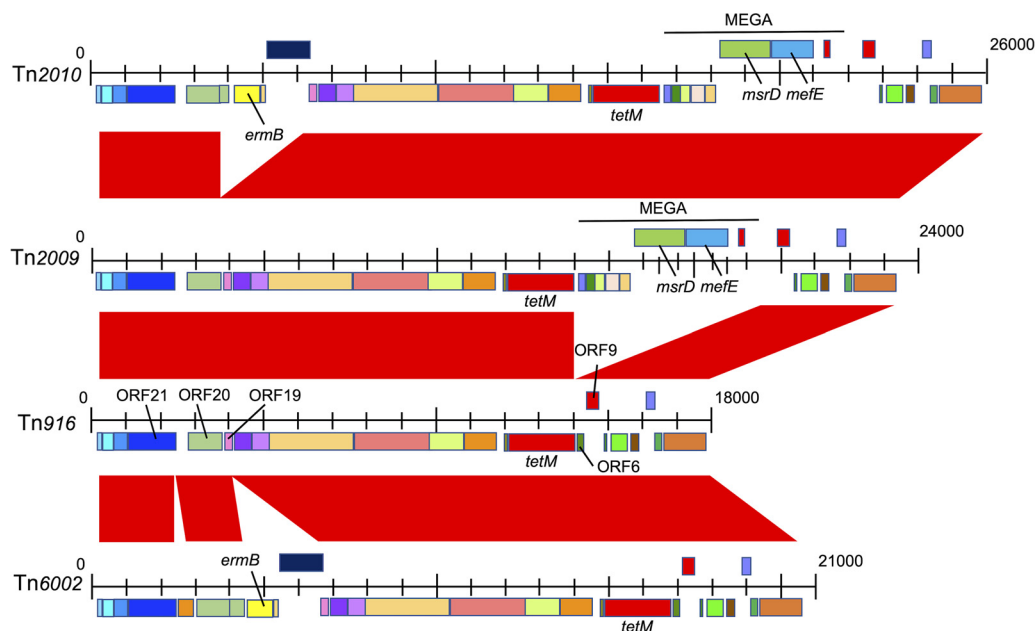 MEGA
0
26000
Tn2010
msrD
mefE
ermB
tetM
MEGA
0
24000
Tn2009
msrD
mefE
tetM
ORF9
0
ORF21
ORF20
ORF19
18000
Tn916
tetM
ORF6
ermB
0
21000
Tn6002
tetM